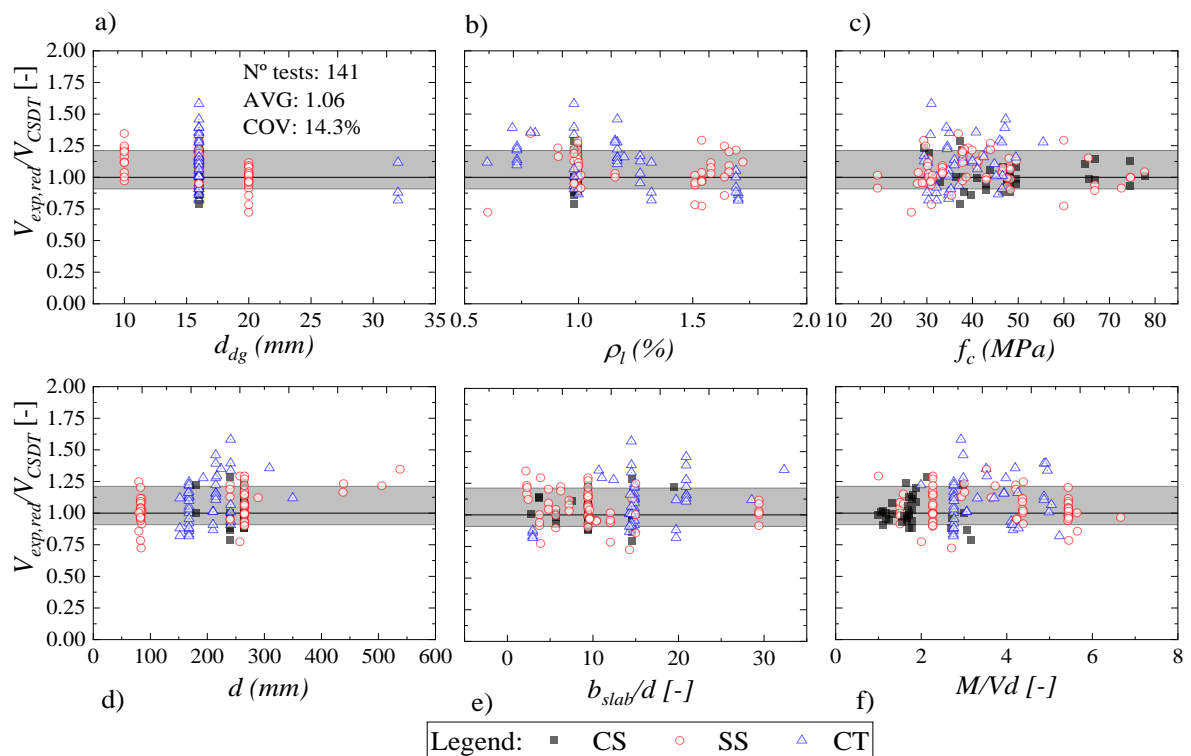 a)
b)
c)
2.00
1.75
1.50
1.25
1.00
0.75
0.50
0.25
0.00
V_exp,red/V_CSDT [-]
Nº tests: 141
AVG: 1.06
COV: 14.3%
10 15 20 25 30 35
0.5 1.0 1.5 2.0
10 20 30 40 50 60 70 80
d_dg (mm)
ρ_l (%)
f_c (MPa)
2.00
1.75
1.50
1.25
1.00
0.75
0.50
0.25
0.00
V_exp,red/V_CSDT [-]
0 100 200 300 400 500 600
0 10 20 30
0 2 4 6 8
d (mm)
b_slab/d [-]
M/Vd [-]
d)
e)
f)
Legend: CS SS CT